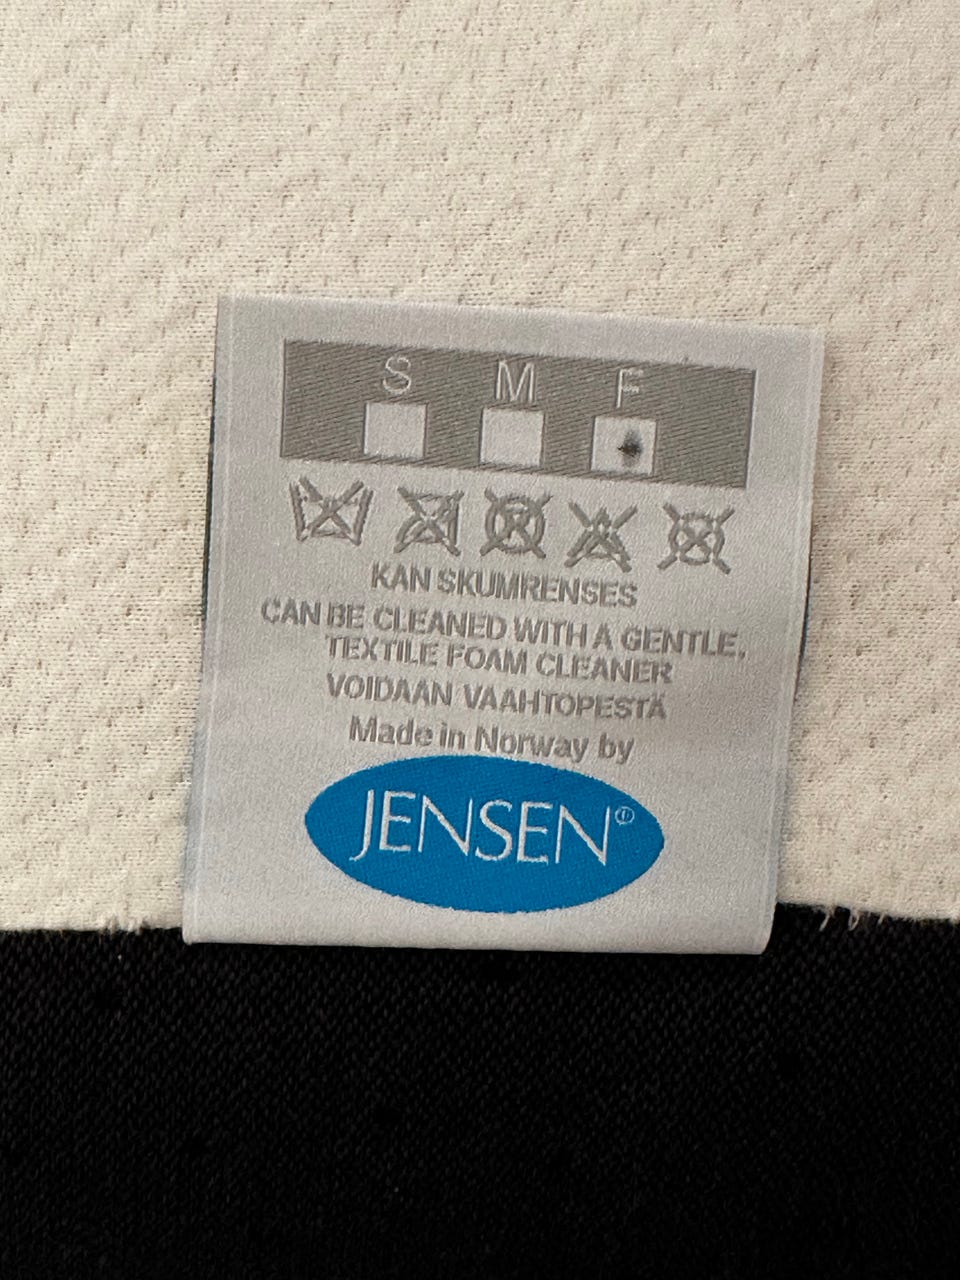 S M F
KAN SKUMRENSES
CAN BE CLEANED WITH A GENTLE,
TEXTILE FOAM CLEANER
VOIDAAN VAAHTOPESTÄ
Made in Norway by
JENSEN®